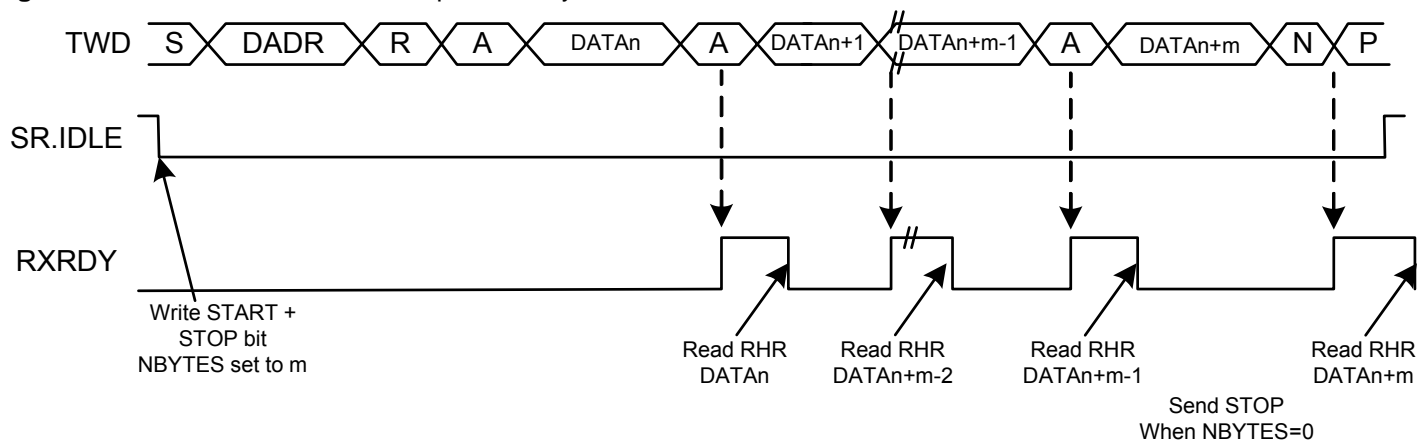 TWD S DADR R A DATAn A DATAn+1 DATAn+m-1 A DATAn+m N P
SR.IDLE
RXRDY
Write START +
STOP bit
NBYTES set to m
Read RHR
DATAn
Read RHR
DATAn+m-2
Read RHR
DATAn+m-1
Read RHR
DATAn+m
Send STOP
When NBYTES=0